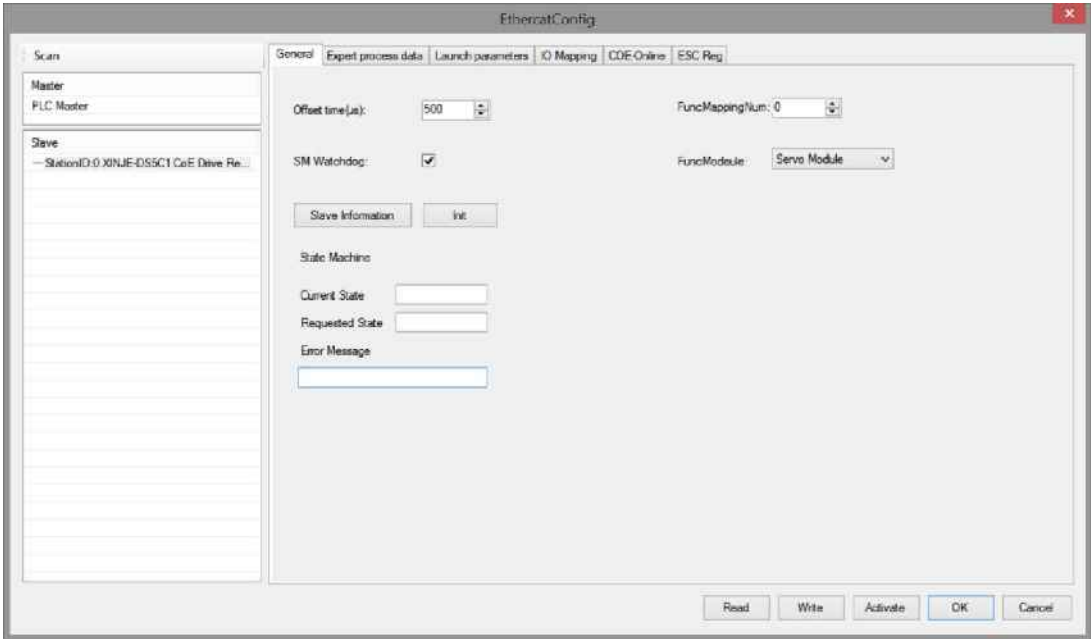 EthercatConfig
Scan
Master
PLC Master
Slave
StationID:0 XINJE-DS5C1 CoE Drive Re...
General Expert process data Launch parameters IO Mapping COE-Online ESC Reg
Offset time(μs): 500 FuncMappingNum: 0
SM Watchdog: FuncModeule Servo Module
Slave Information Init
State Machine
Current State
Requested State
Error Message
Read Write Activate OK Cancel